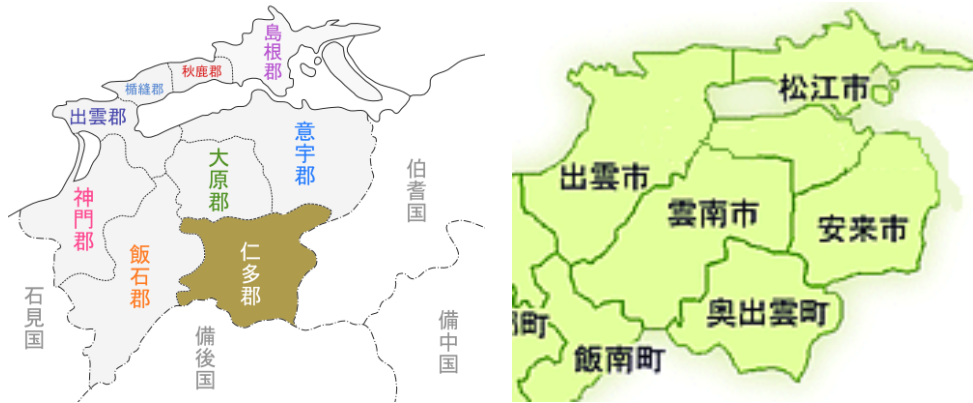 島根郡
秋鹿郡
楯縫郡
出雲郡
意宇郡
大原郡
伯耆国
神門郡
飯石郡
仁多郡
石見国
備後国
備中国
松江市
出雲市
雲南市
安来市
奥出雲町
飯南町
町